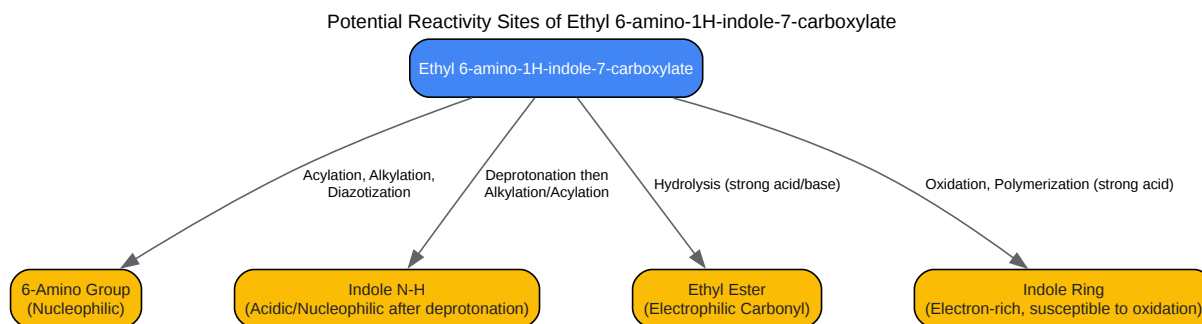 Potential Reactivity Sites of Ethyl 6-amino-1H-indole-7-carboxylate
Ethyl 6-amino-1H-indole-7-carboxylate
Acylation, Alkylation,
Diazotization
Deprotonation then
Alkylation/Acylation
Hydrolysis (strong acid/base)
Oxidation, Polymerization (strong acid)
6-Amino Group
(Nucleophilic)
Indole N-H
(Acidic/Nucleophilic after deprotonation)
Ethyl Ester
(Electrophilic Carbonyl)
Indole Ring
(Electron-rich, susceptible to oxidation)